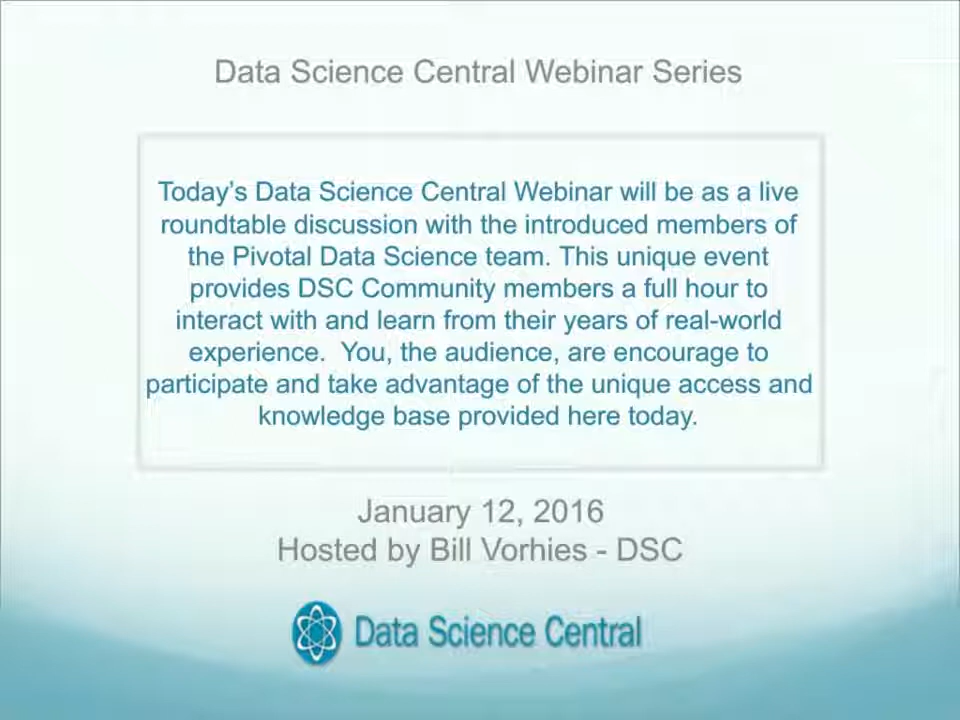 Data Science Central Webinar Series
Today's Data Science Central Webinar will be as a live
roundtable discussion with the introduced members of
the Pivotal Data Science team. This unique event
provides DSC Community members a full hour to
interact with and learn from their years of real-world
experience.  You, the audience, are encourage to
participate and take advantage of the unique access and
knowledge base provided here today.
January 12, 2016
Hosted by Bill Vorhies - DSC
Data Science Central